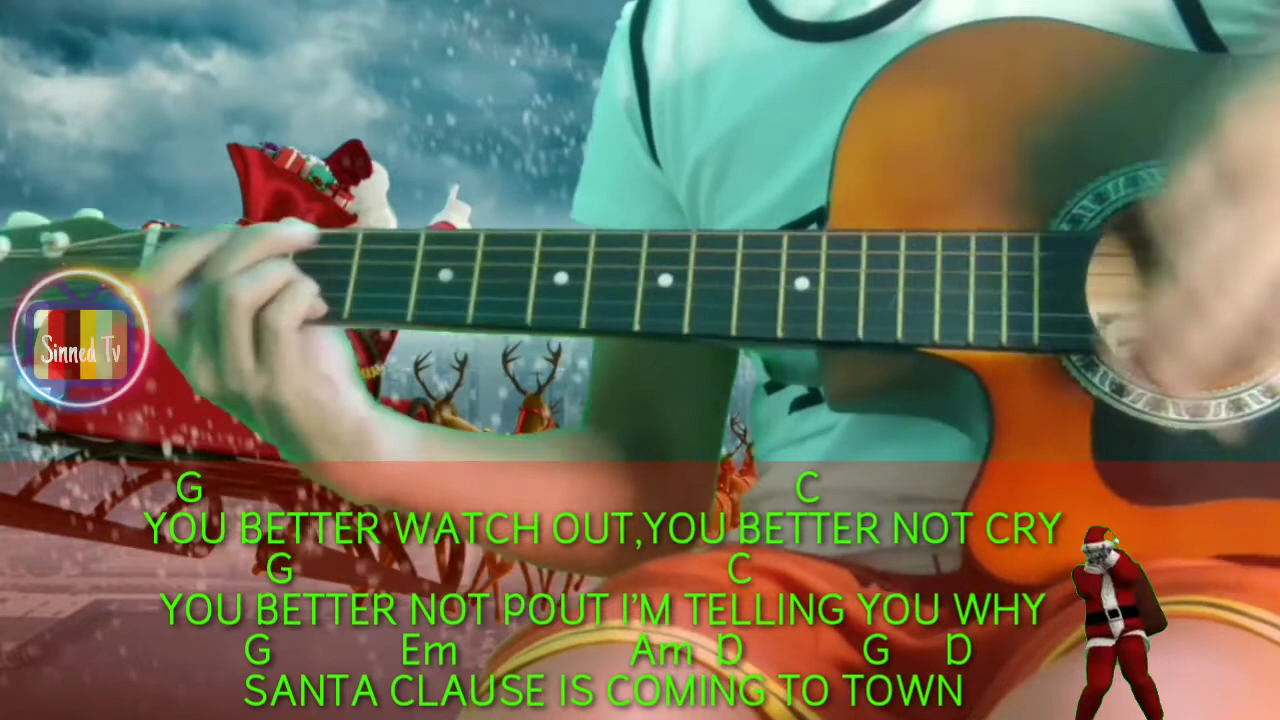 Sinned Tv
G C
YOU BETTER WATCH OUT,YOU BETTER NOT CRY
G C
YOU BETTER NOT POUT I'M TELLING YOU WHY
G Em Am D G D
SANTA CLAUSE IS COMING TO TOWN